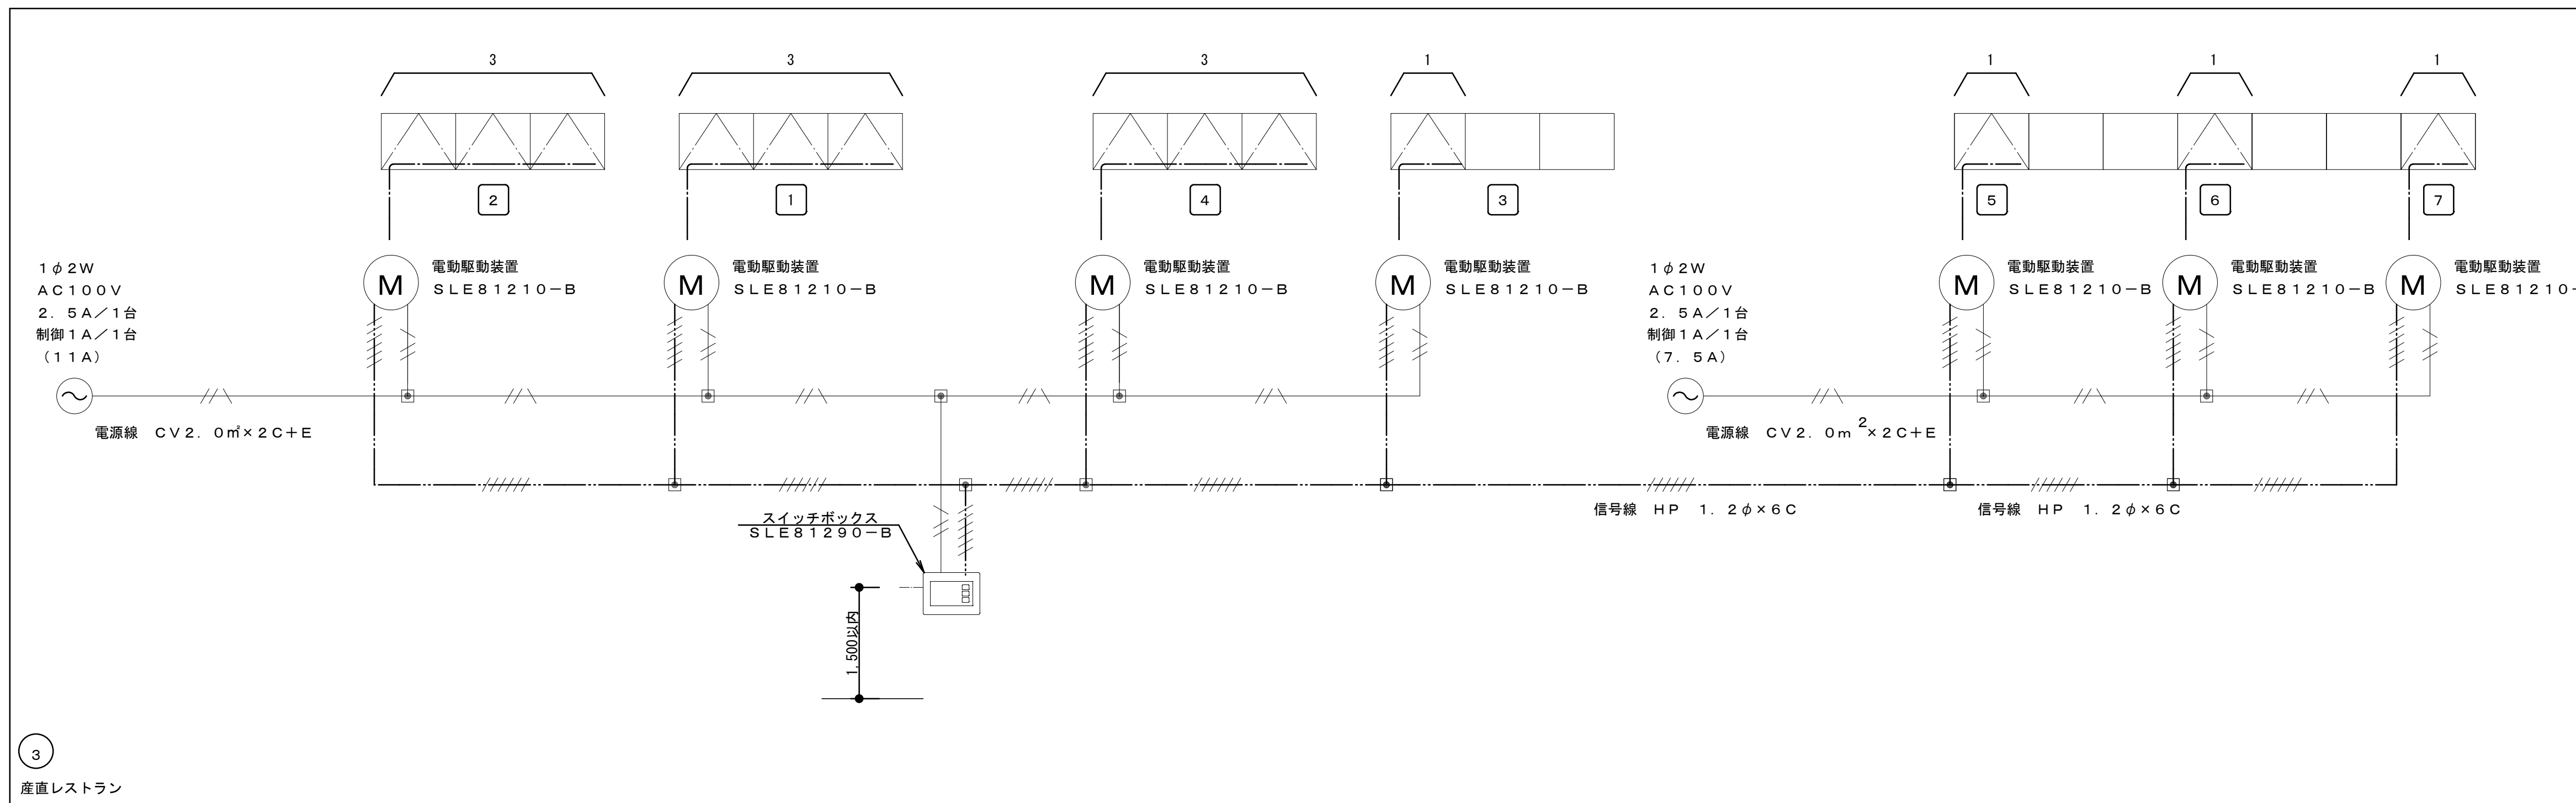 3
3
3
1
1
1
1
2
1
4
3
5
6
7
1φ2W
AC100V
2.5A/1台
制御1A/1台
(11A)
M
電動駆動装置
SLE81210-B
M
電動駆動装置
SLE81210-B
M
電動駆動装置
SLE81210-B
M
電動駆動装置
SLE81210-B
1φ2W
AC100V
2.5A/1台
制御1A/1台
(7.5A)
M
電動駆動装置
SLE81210-B
M
電動駆動装置
SLE81210-B
M
電動駆動装置
SLE81210-
電源線 CV2.0㎡×2C+E
電源線 CV2.0m²×2C+E
信号線 HP 1.2φ×6C
信号線 HP 1.2φ×6C
スイッチボックス
SLE81290-B
1.500以内
3
産直レストラン